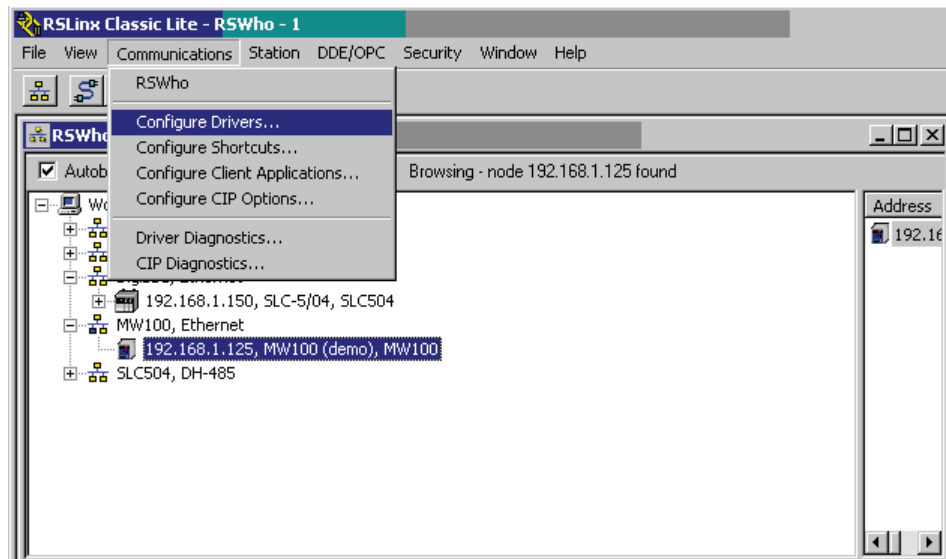 RSLinx Classic Lite - RSWho - 1
File View Communications Station DDE/OPC Security Window Help
RSWho
Configure Drivers...
Configure Shortcuts...
Configure Client Applications...
Configure CIP Options...
Driver Diagnostics...
CIP Diagnostics...
RSWho
Autob
Browsing - node 192.168.1.125 found
Wo
Address
192.16
192.168.1.150, SLC-5/04, SLC504
MW100, Ethernet
192.168.1.125, MW100 (demo), MW100
SLC504, DH-485